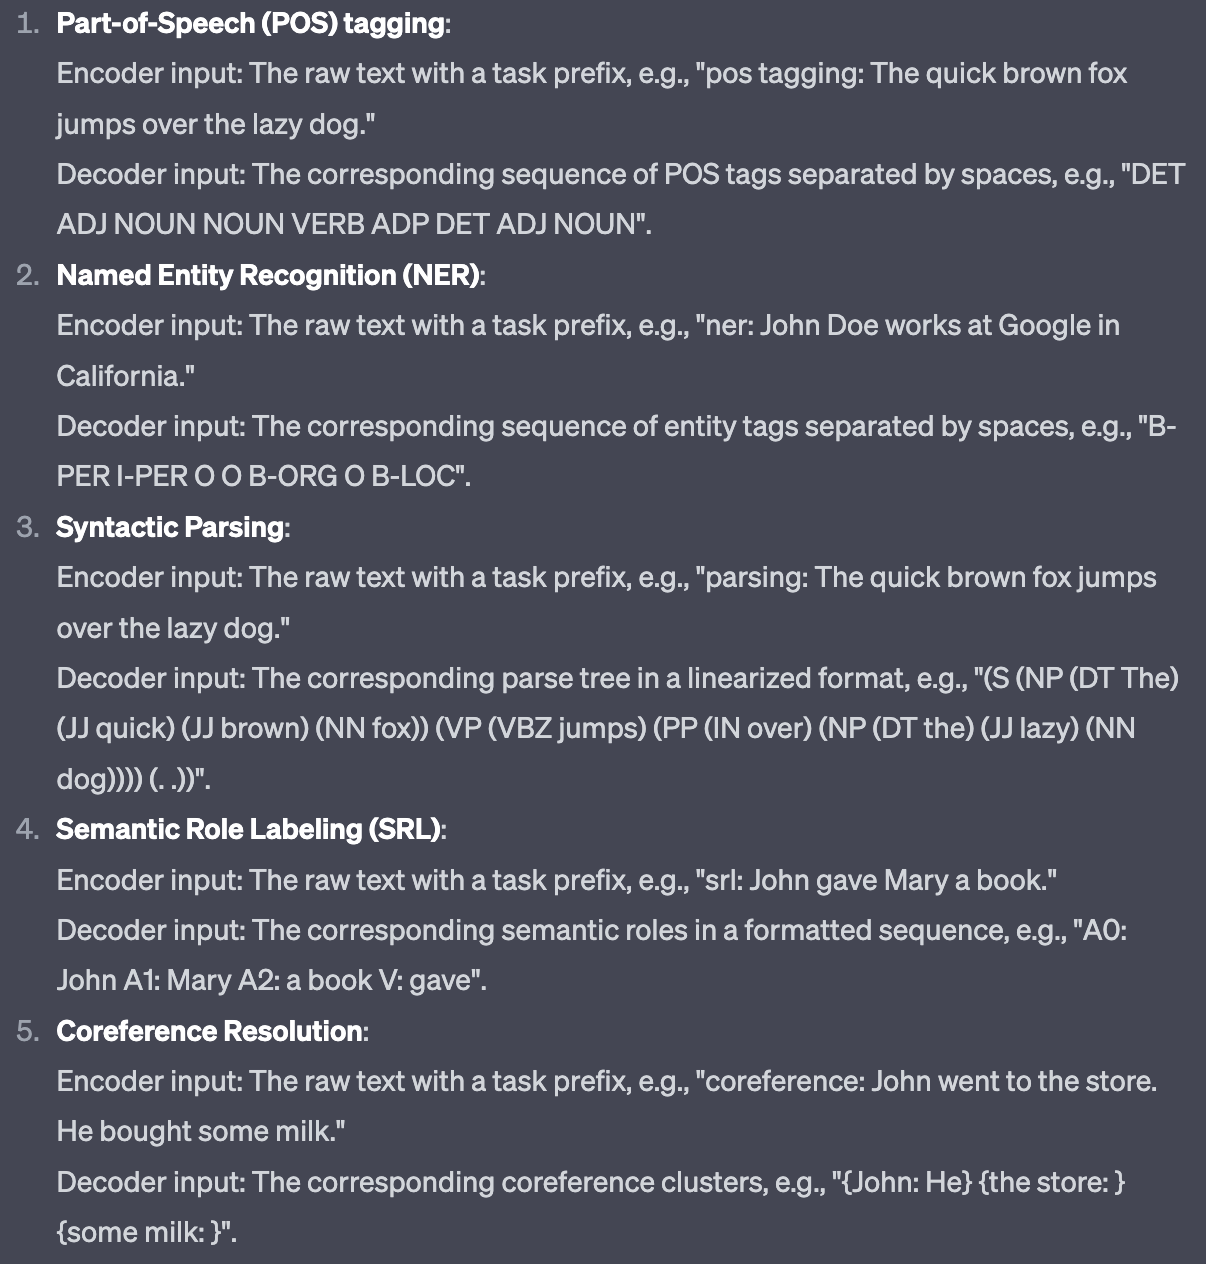 1. Part-of-Speech (POS) tagging:
Encoder input: The raw text with a task prefix, e.g., "pos tagging: The quick brown fox
jumps over the lazy dog."
Decoder input: The corresponding sequence of POS tags separated by spaces, e.g., "DET
ADJ NOUN NOUN VERB ADP DET ADJ NOUN".
2. Named Entity Recognition (NER):
Encoder input: The raw text with a task prefix, e.g., "ner: John Doe works at Google in
California."
Decoder input: The corresponding sequence of entity tags separated by spaces, e.g., "B-
PER I-PER O O B-ORG O B-LOC".
3. Syntactic Parsing:
Encoder input: The raw text with a task prefix, e.g., "parsing: The quick brown fox jumps
over the lazy dog."
Decoder input: The corresponding parse tree in a linearized format, e.g., "(S (NP (DT The)
(JJ quick) (JJ brown) (NN fox)) (VP (VBZ jumps) (PP (IN over) (NP (DT the) (JJ lazy) (NN
dog)))) (. .))".
4. Semantic Role Labeling (SRL):
Encoder input: The raw text with a task prefix, e.g., "srl: John gave Mary a book."
Decoder input: The corresponding semantic roles in a formatted sequence, e.g., "A0:
John A1: Mary A2: a book V: gave".
5. Coreference Resolution:
Encoder input: The raw text with a task prefix, e.g., "coreference: John went to the store.
He bought some milk."
Decoder input: The corresponding coreference clusters, e.g., "{John: He} {the store: }
{some milk: }".